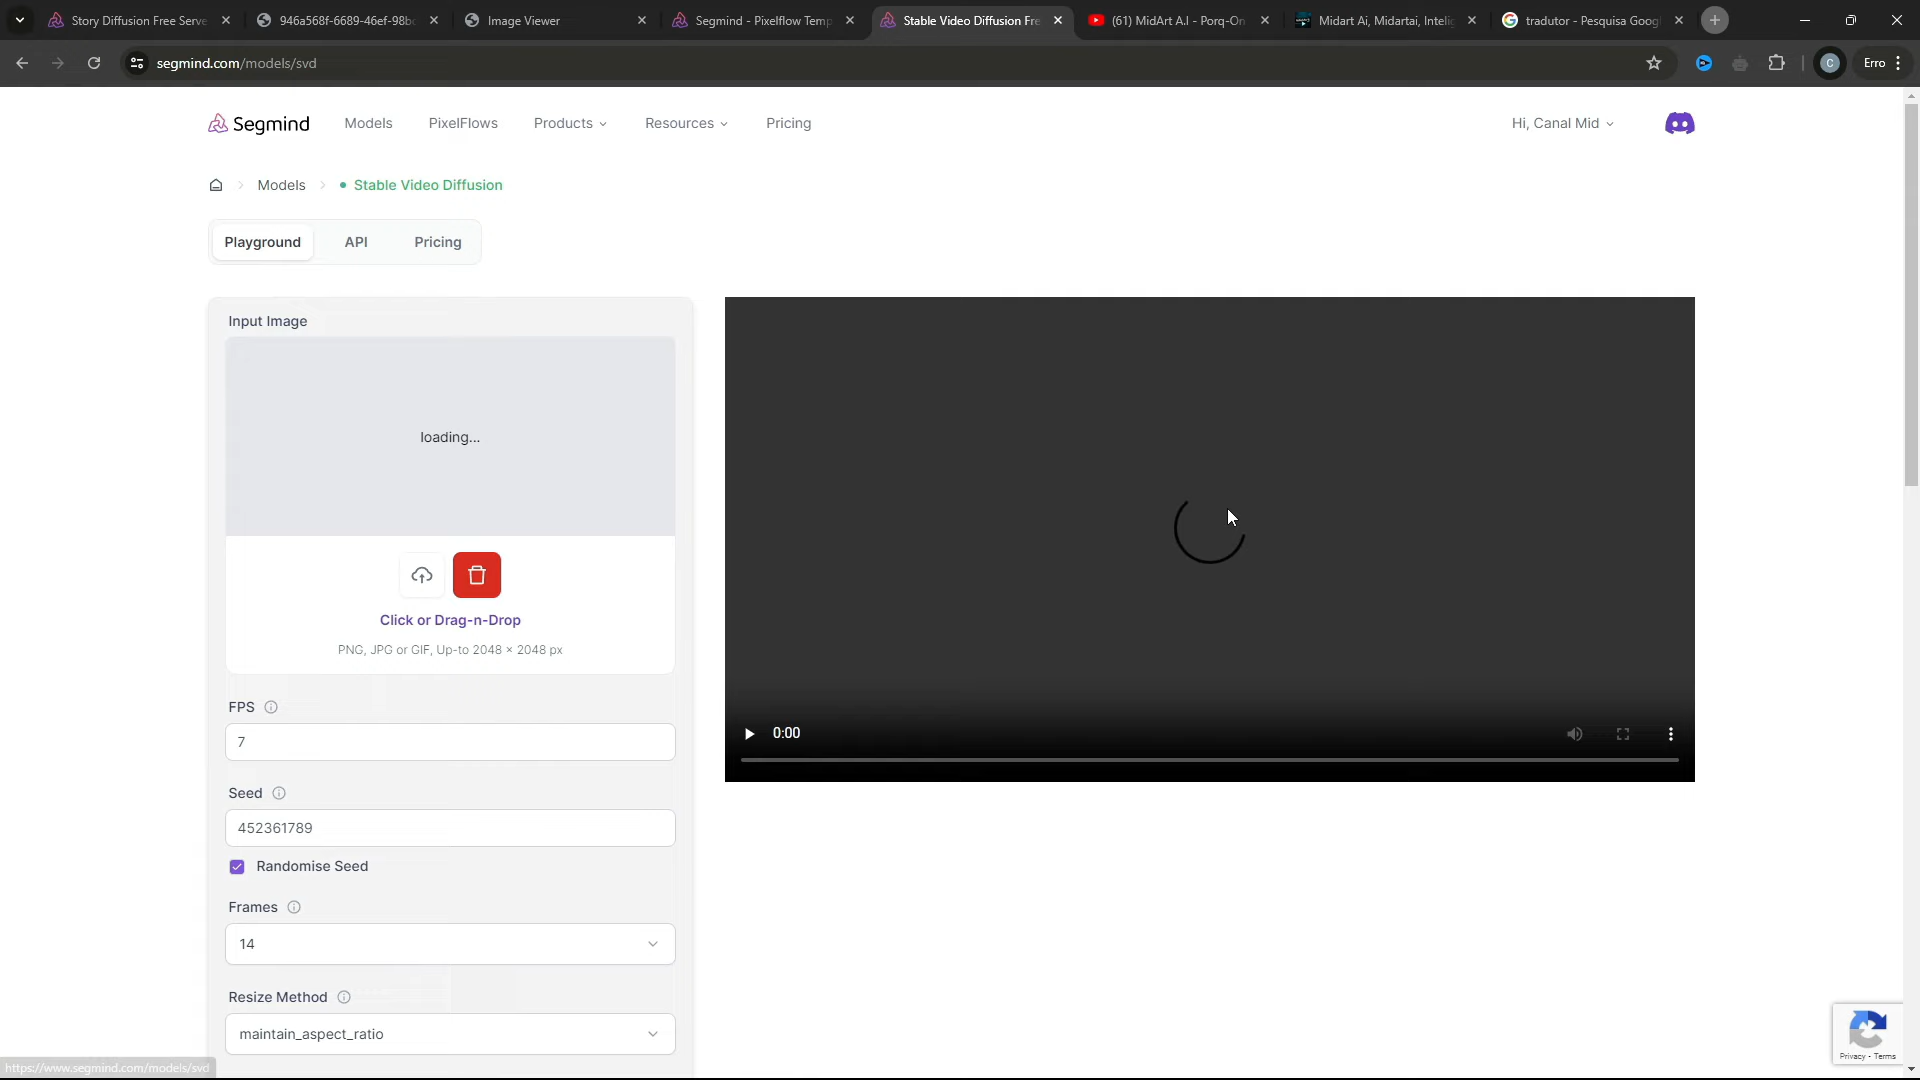 Story Diffusion Free Serve
946a568f-6689-46ef-98bc
Image Viewer
Segmind - Pixelflow Temp
Stable Video Diffusion Fre
(61) MidArt A.I - Porq-On
Midart Ai, Midartai, Intelig
tradutor - Pesquisa Googl
segmind.com/models/svd
C
Erro
Segmind
Models
PixelFlows
Products
Resources
Pricing
Hi, Canal Mid
Models
Stable Video Diffusion
Playground
API
Pricing
Input Image
loading...
Click or Drag-n-Drop
PNG, JPG or GIF, Up-to 2048 × 2048 px
FPS
7
Seed
452361789
Randomise Seed
Frames
14
Resize Method
maintain_aspect_ratio
0:00
Privacy - Terms
https://www.segmind.com/models/svd